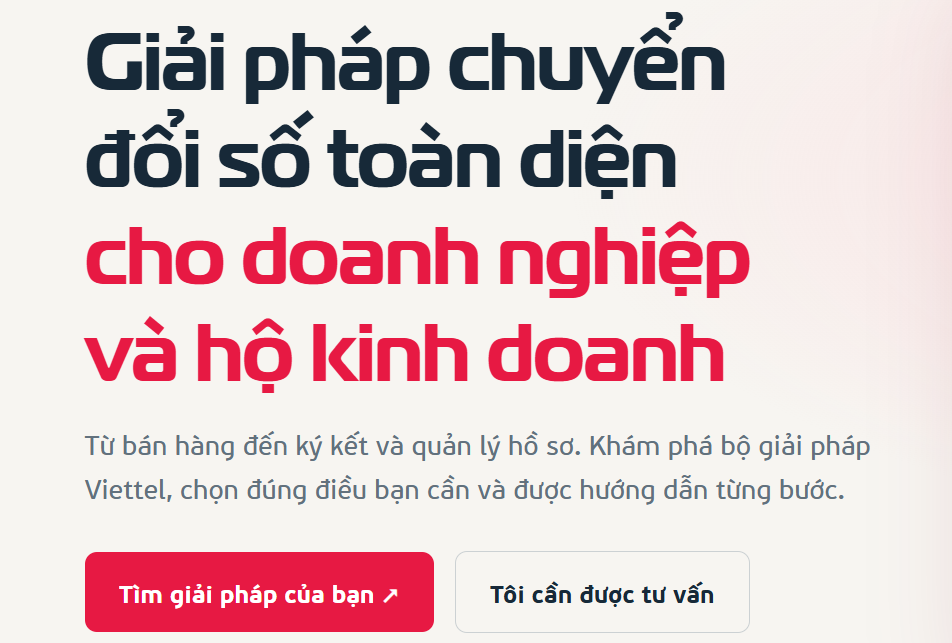 Giải pháp chuyển
đổi số toàn diện
cho doanh nghiệp
và hộ kinh doanh
Từ bán hàng đến ký kết và quản lý hồ sơ. Khám phá bộ giải pháp
Viettel, chọn đúng điều bạn cần và được hướng dẫn từng bước.
Tìm giải pháp của bạn ↗
Tôi cần được tư vấn